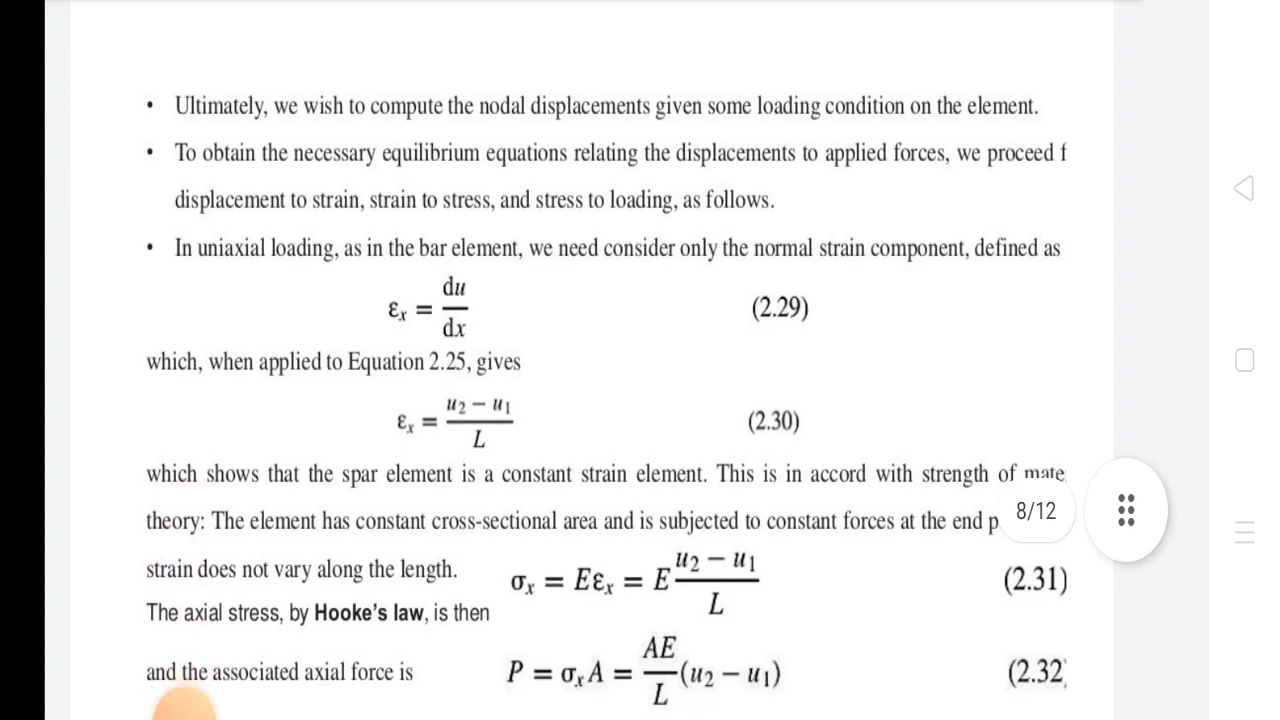 • Ultimately, we wish to compute the nodal displacements given some loading condition on the element.
• To obtain the necessary equilibrium equations relating the displacements to applied forces, we proceed f
displacement to strain, strain to stress, and stress to loading, as follows.
• In uniaxial loading, as in the bar element, we need consider only the normal strain component, defined as
εx = du/dx (2.29)
which, when applied to Equation 2.25, gives
εx = (u2 − u1)/L (2.30)
which shows that the spar element is a constant strain element. This is in accord with strength of mate
theory: The element has constant cross-sectional area and is subjected to constant forces at the end p
8/12
strain does not vary along the length.
σx = Eεx = E (u2 − u1)/L (2.31)
The axial stress, by Hooke's law, is then
and the associated axial force is
P = σxA = AE/L (u2 − u1) (2.32